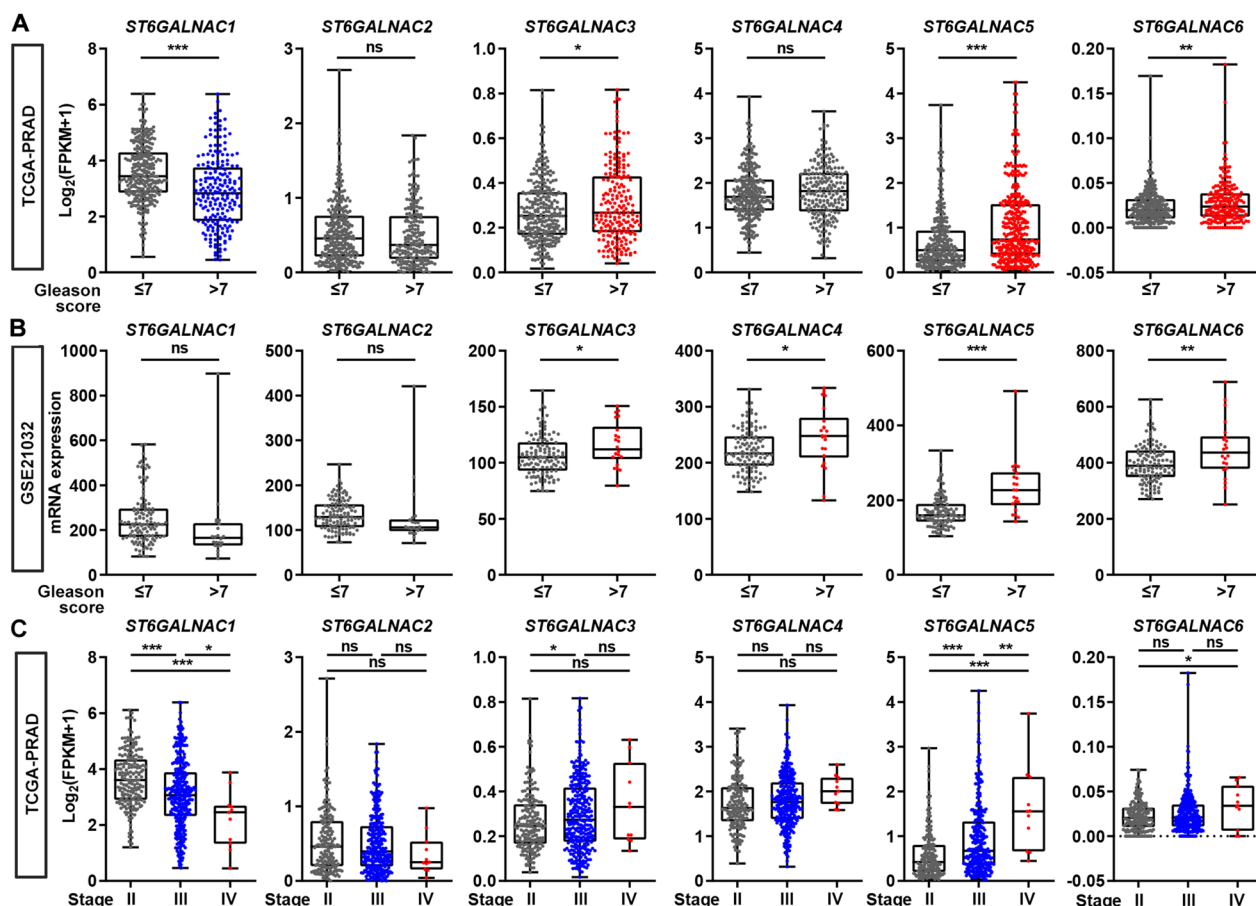 A
ST6GALNAC1 ST6GALNAC2 ST6GALNAC3 ST6GALNAC4 ST6GALNAC5 ST6GALNAC6
*** ns * ns *** **
TCGA-PRAD
Log2(FPKM+1)
8 6 4 2 0
3 2 1 0
1.0 0.8 0.6 0.4 0.2 0.0
5 4 3 2 1 0
5 4 3 2 1 0
0.20 0.15 0.10 0.05 0.00 -0.05
Gleason score
≤7 >7 ≤7 >7 ≤7 >7 ≤7 >7 ≤7 >7 ≤7 >7
B
ST6GALNAC1 ST6GALNAC2 ST6GALNAC3 ST6GALNAC4 ST6GALNAC5 ST6GALNAC6
ns ns * * *** **
GSE21032
mRNA expression
1000 800 600 400 200 0
500 400 300 200 100 0
200 150 100 50 0
400 300 200 100 0
600 400 200 0
800 600 400 200 0
Gleason score
≤7 >7 ≤7 >7 ≤7 >7 ≤7 >7 ≤7 >7 ≤7 >7
C
ST6GALNAC1 ST6GALNAC2 ST6GALNAC3 ST6GALNAC4 ST6GALNAC5 ST6GALNAC6
*** * ns ns * ns ns ns *** ** ns ns
*** ns ns ns *** *
TCGA-PRAD
Log2(FPKM+1)
8 6 4 2 0
3 2 1 0
1.0 0.8 0.6 0.4 0.2 0.0
5 4 3 2 1 0
5 4 3 2 1 0
0.20 0.15 0.10 0.05 0.00 -0.05
Stage II III IV Stage II III IV Stage II III IV Stage II III IV Stage II III IV Stage II III IV